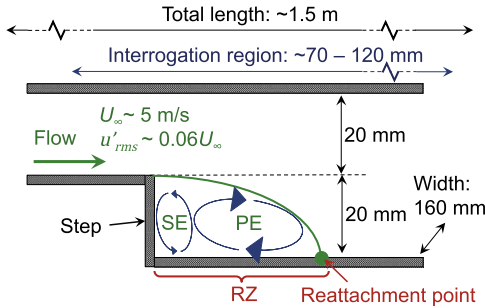 Total length: ~1.5 m
Interrogation region: ~70 – 120 mm
U∞~ 5 m/s
u'rms ~ 0.06U∞
Flow
20 mm
Width:
160 mm
Step
SE
PE
20 mm
RZ
Reattachment point